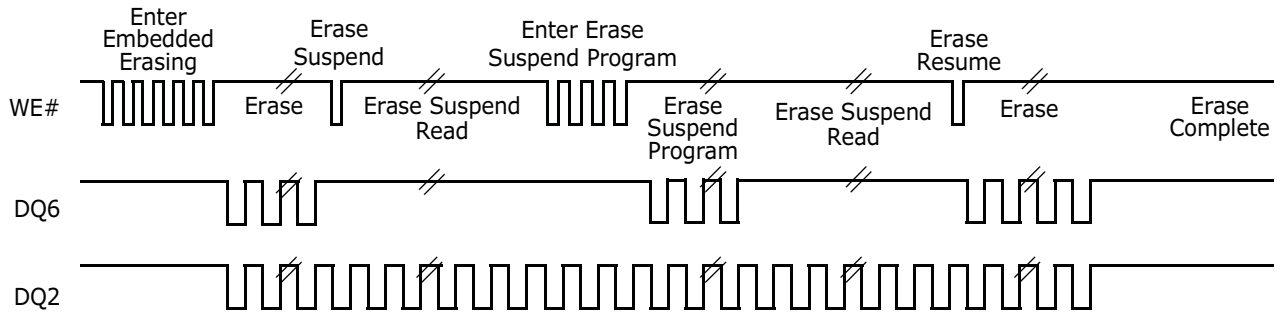 Enter
Embedded
Erasing
Erase
Suspend
Enter Erase
Suspend Program
Erase
Resume
WE#
Erase
Erase Suspend
Read
Erase
Suspend
Program
Erase Suspend
Read
Erase
Erase
Complete
DQ6
DQ2